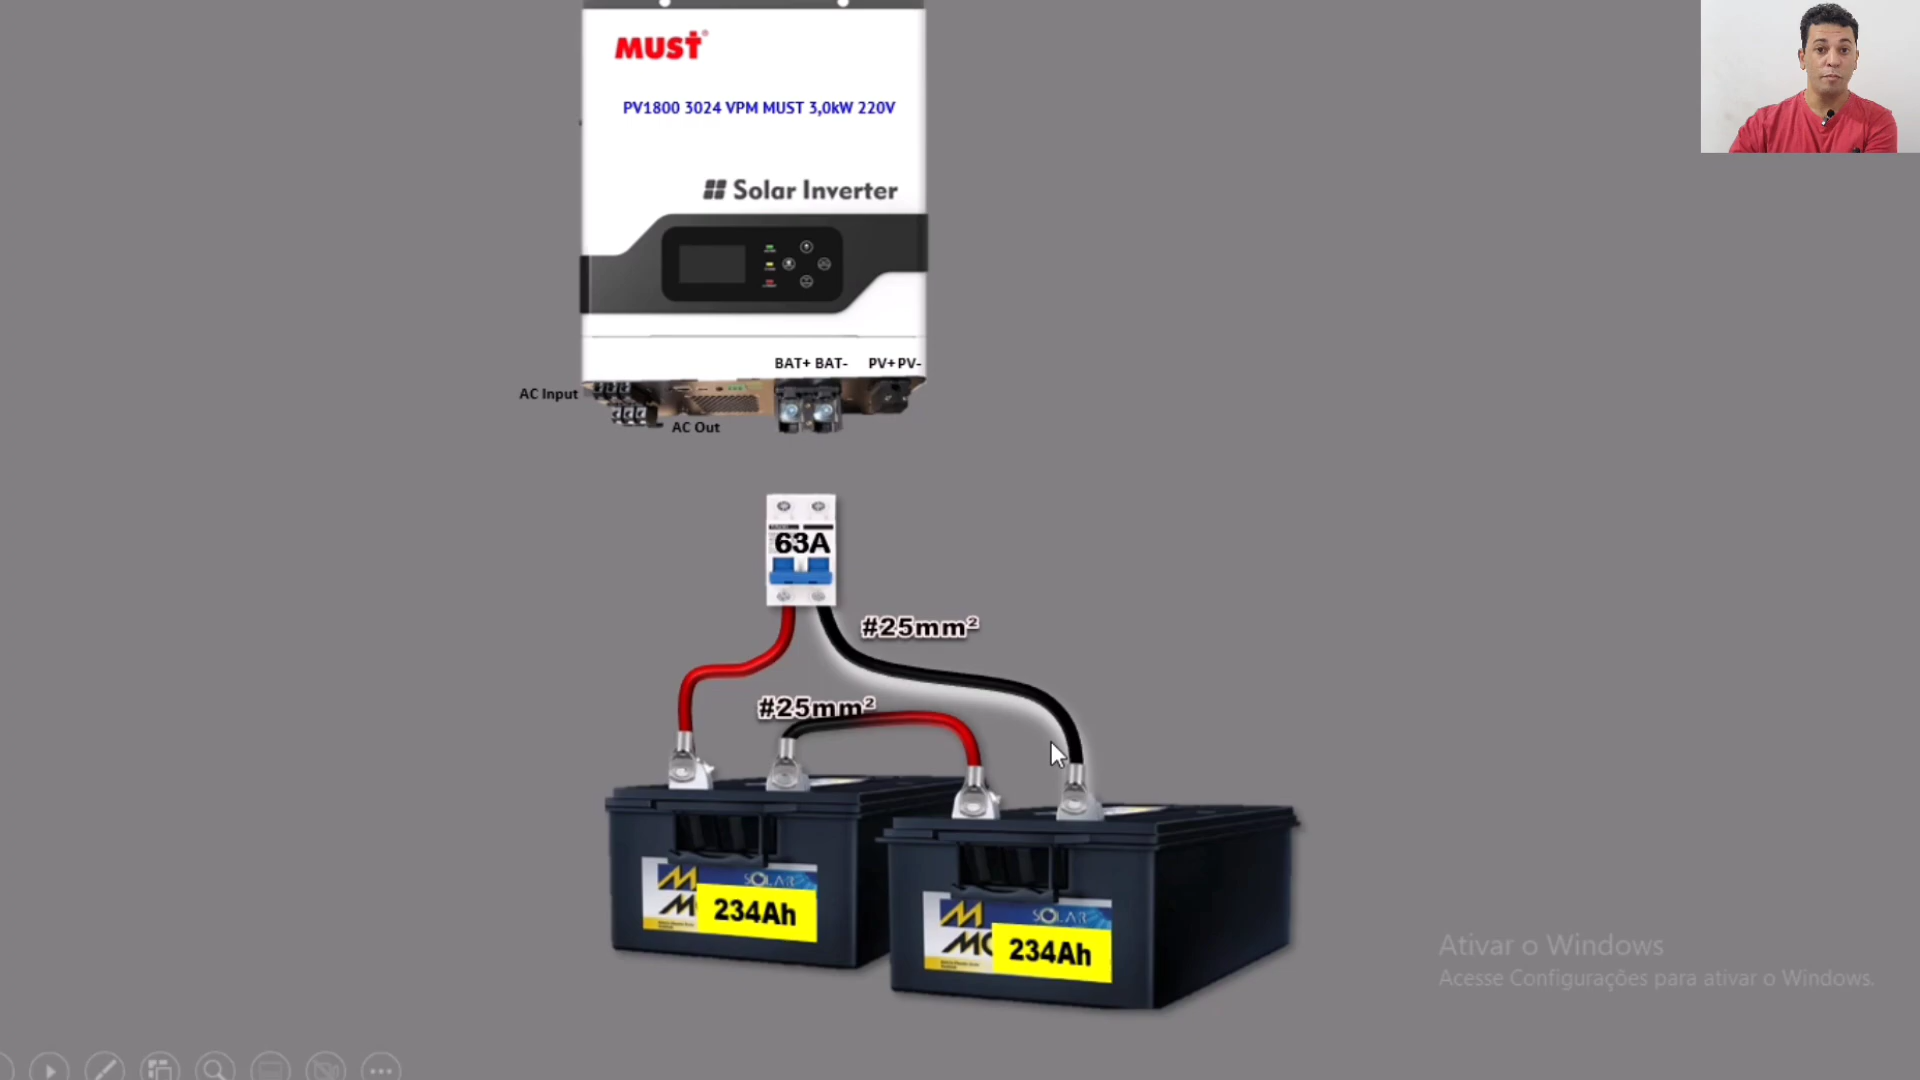 MUST
PV1800 3024 VPM MUST 3,0kW 220V
Solar Inverter
BAT+ BAT- PV+ PV-
AC Input
AC Out
63A
#25mm²
#25mm²
SOLAR
234Ah
SOLAR
234Ah
Ativar o Windows
Acesse Configurações para ativar o Windows.